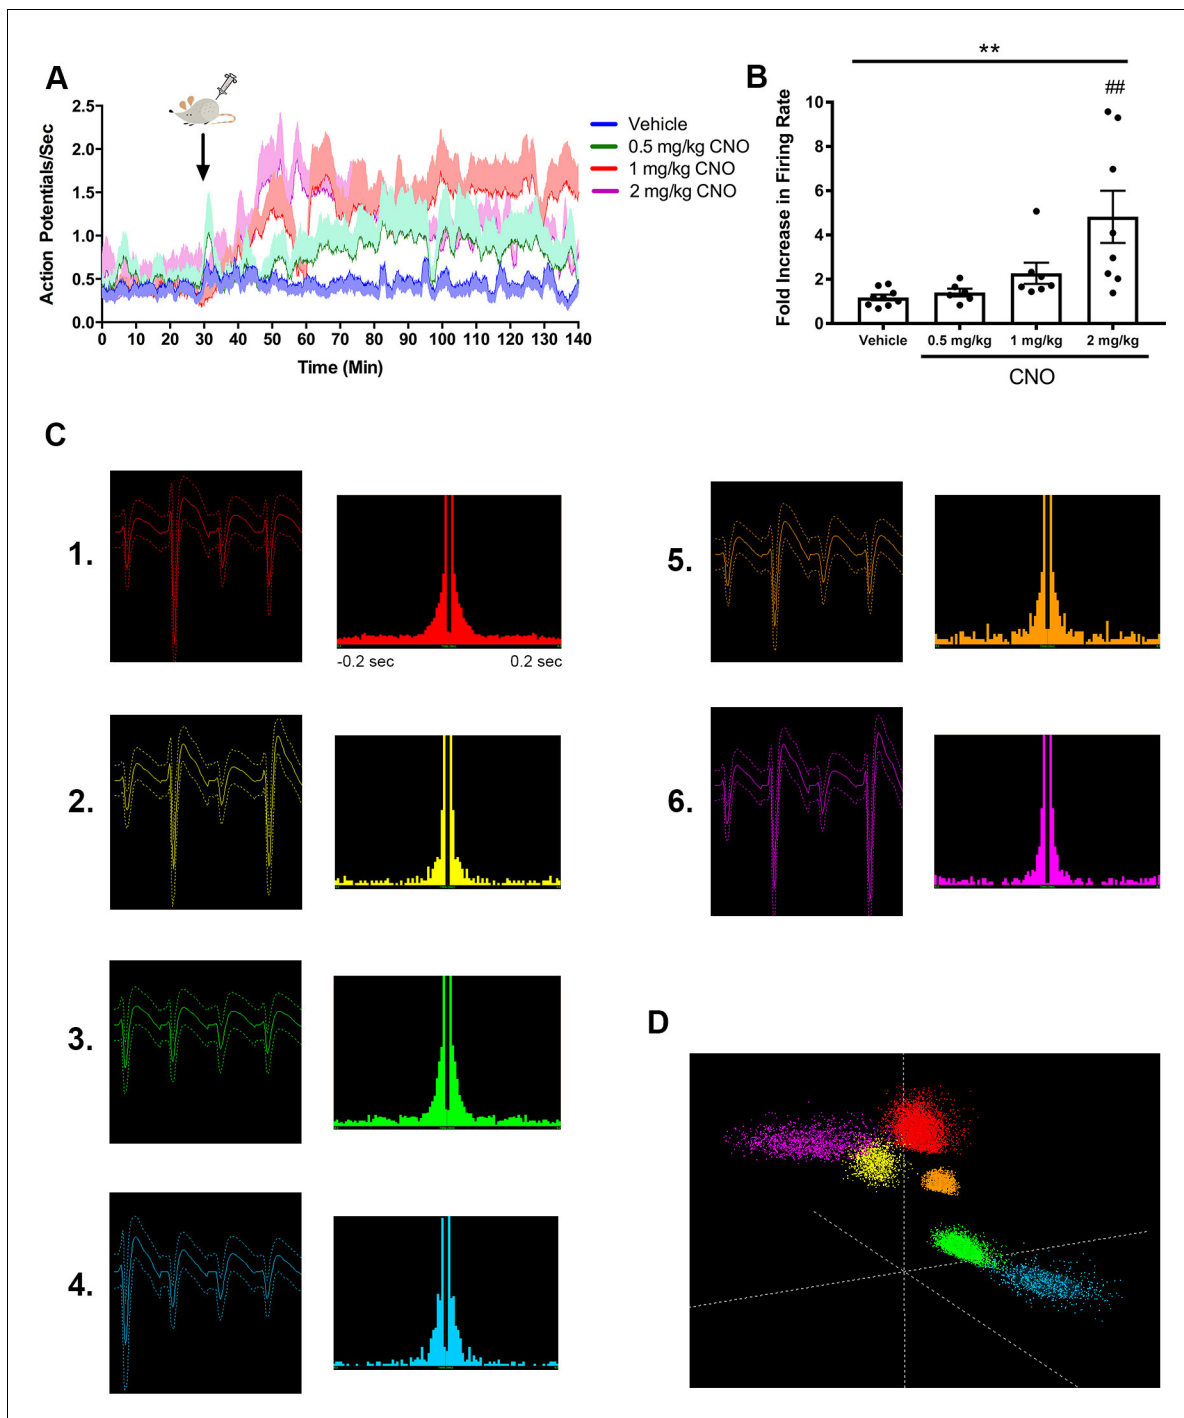 A
Action Potentials/Sec
2.5
2.0
1.5
1.0
0.5
0.0
0 10 20 30 40 50 60 70 80 90 100 110 120 130 140
Time (Min)
Vehicle
0.5 mg/kg CNO
1 mg/kg CNO
2 mg/kg CNO
B
**
##
Fold Increase in Firing Rate
10
8
6
4
2
0
Vehicle 0.5 mg/kg 1 mg/kg 2 mg/kg
CNO
C
1.
-0.2 sec 0.2 sec
2.
3.
4.
5.
6.
D